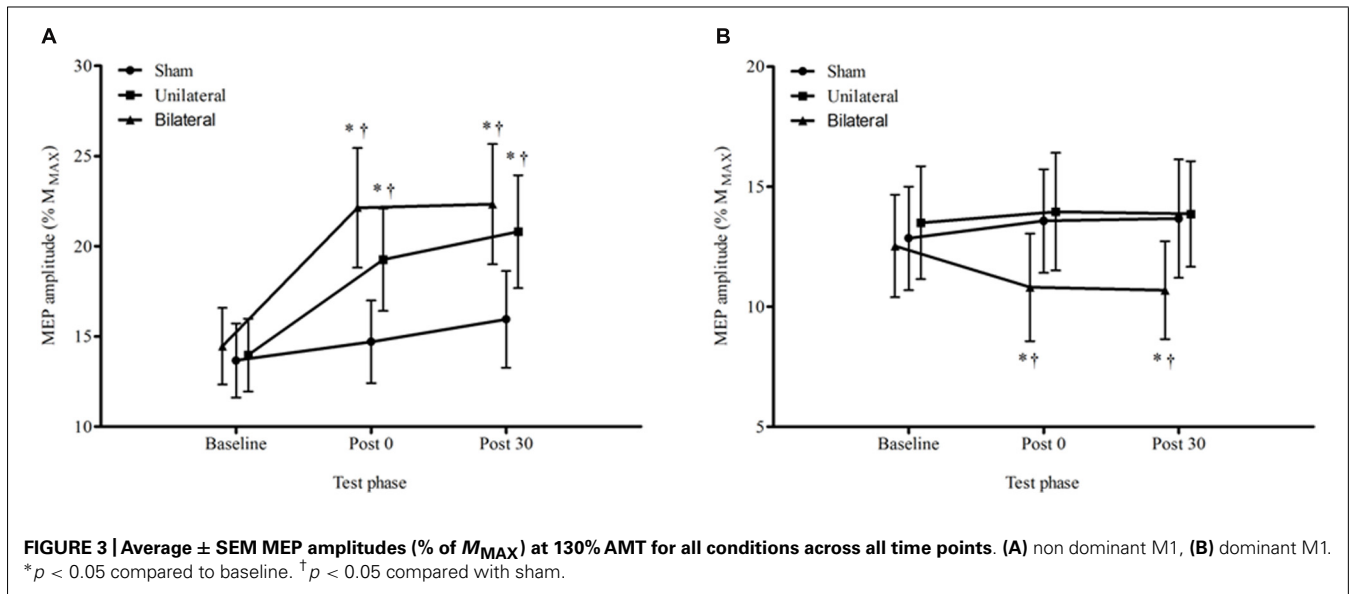 A
30
25
20
15
10
MEP amplitude (% MMAX)
Sham
Unilateral
Bilateral
* †
* †
* †
* †
Baseline
Post 0
Post 30
Test phase
B
20
15
10
5
MEP amplitude (% MMAX)
Sham
Unilateral
Bilateral
* †
* †
Baseline
Post 0
Post 30
Test phase
FIGURE 3 | Average ± SEM MEP amplitudes (% of MMAX) at 130% AMT for all conditions across all time points. (A) non dominant M1, (B) dominant M1.
*p < 0.05 compared to baseline. †p < 0.05 compared with sham.